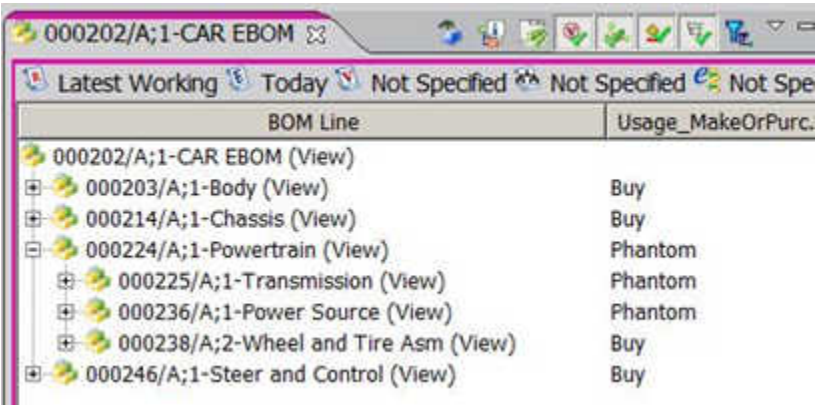 000202/A;1-CAR EBOM
Latest Working Today Not Specified Not Specified Not Spe
BOM Line Usage_MakeOrPurc.
000202/A;1-CAR EBOM (View)
000203/A;1-Body (View) Buy
000214/A;1-Chassis (View) Buy
000224/A;1-Powertrain (View) Phantom
000225/A;1-Transmission (View) Phantom
000236/A;1-Power Source (View) Phantom
000238/A;2-Wheel and Tire Asm (View) Buy
000246/A;1-Steer and Control (View) Buy